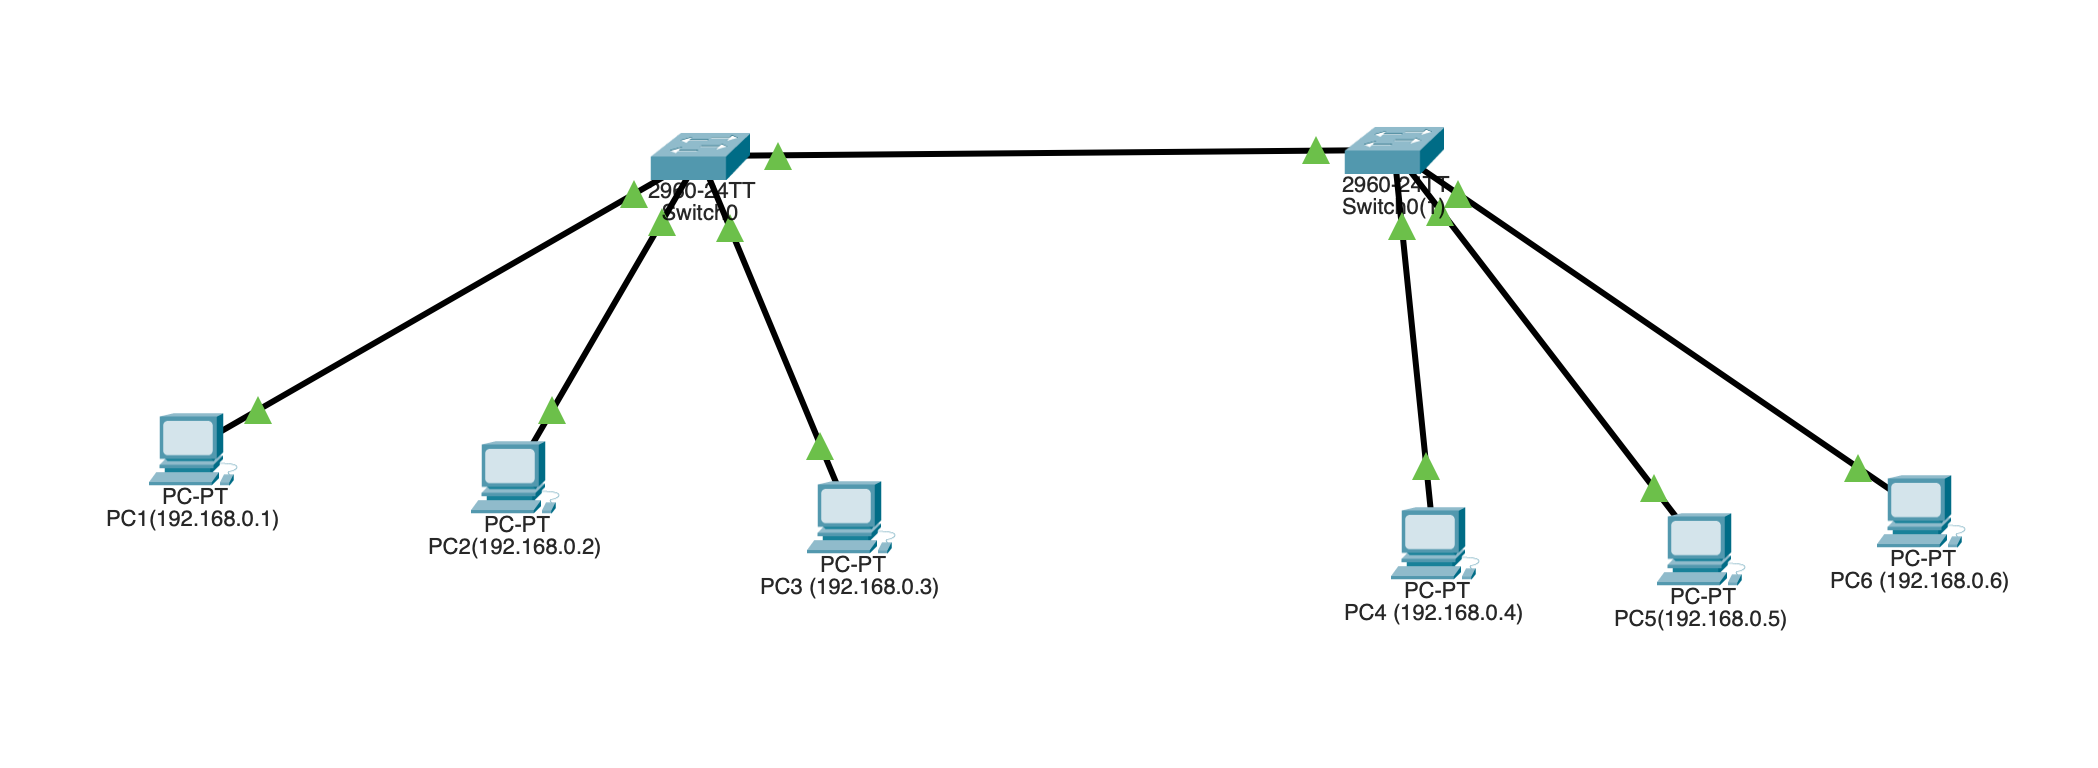 2960-24TT
Switch0
2960-24TT
Switch0(1)
PC-PT
PC1(192.168.0.1)
PC-PT
PC2(192.168.0.2)
PC-PT
PC3 (192.168.0.3)
PC-PT
PC4 (192.168.0.4)
PC-PT
PC5(192.168.0.5)
PC-PT
PC6 (192.168.0.6)